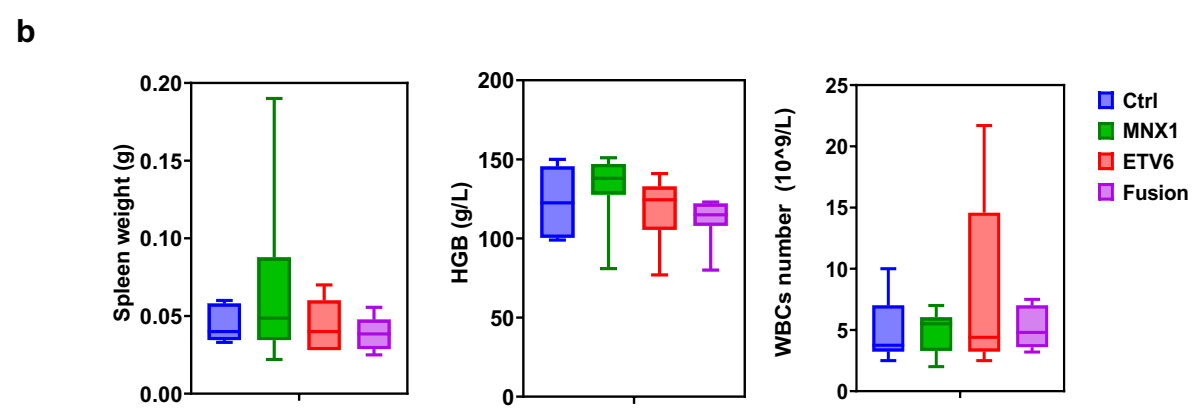 b
Spleen weight (g)
0.20
0.15
0.10
0.05
0.00
HGB (g/L)
200
150
100
50
0
WBCs number (10^9/L)
25
20
15
10
5
0
Ctrl
MNX1
ETV6
Fusion